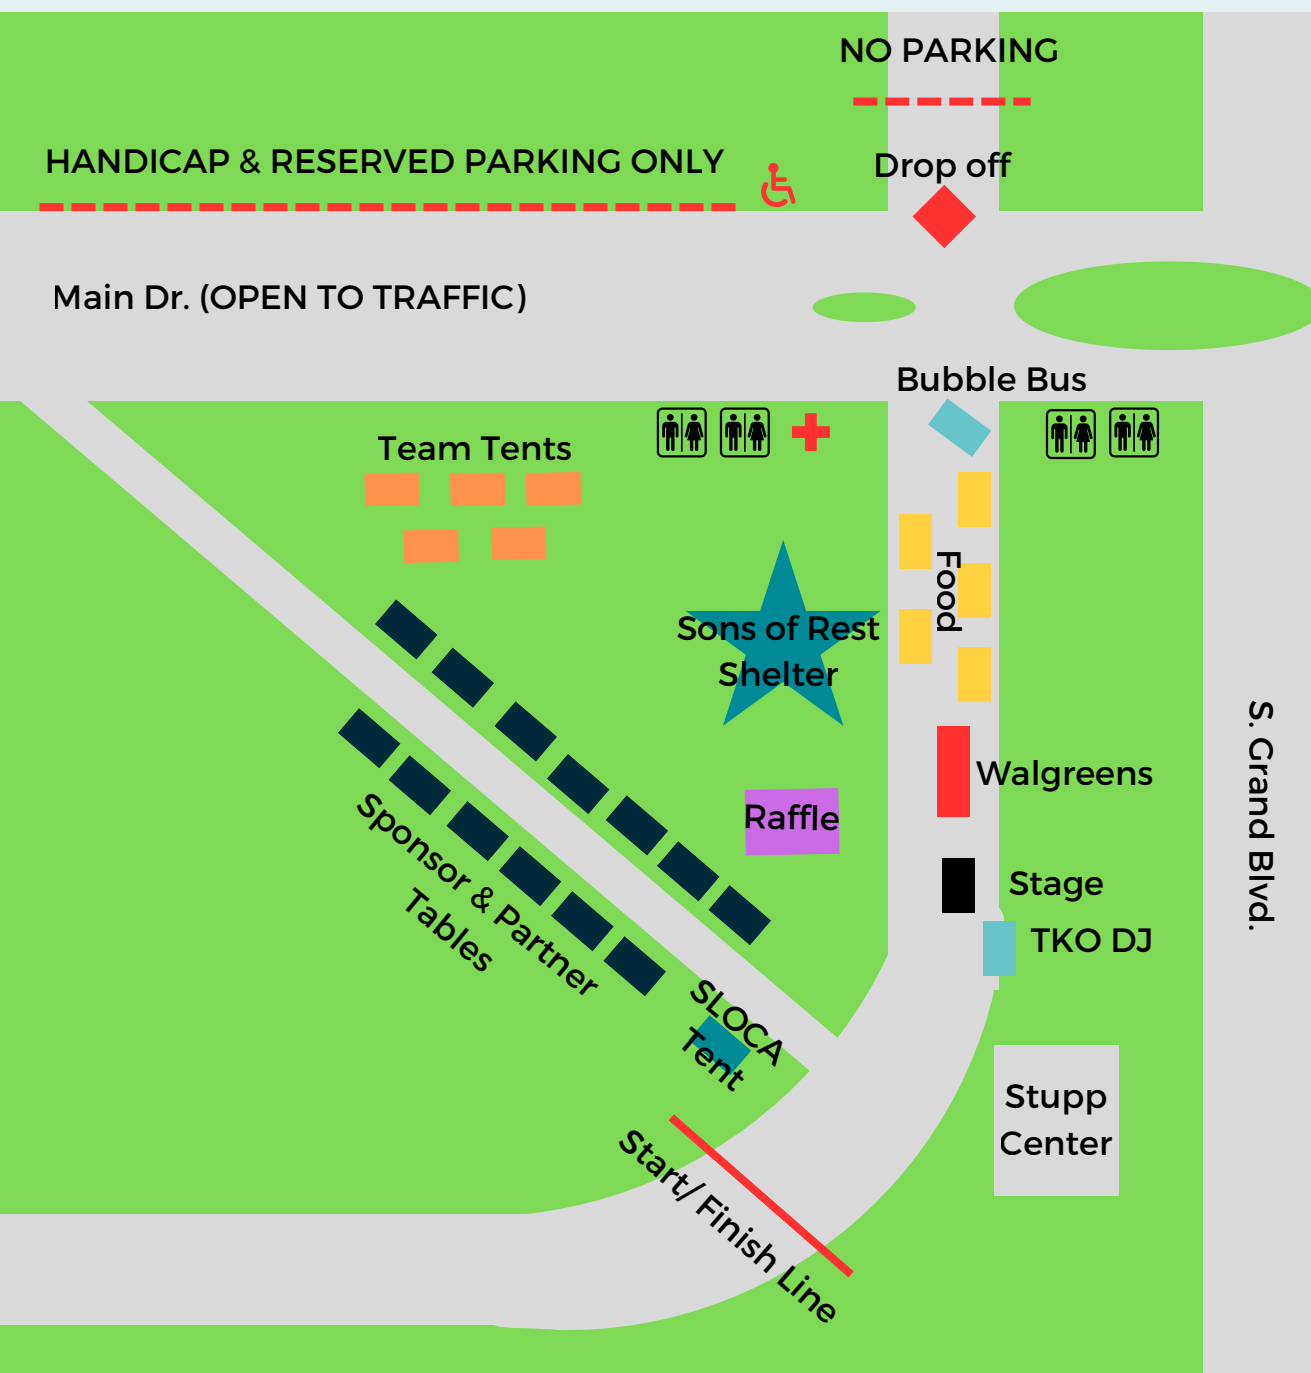 NO PARKING
HANDICAP & RESERVED PARKING ONLY
Drop off
Main Dr. (OPEN TO TRAFFIC)
Bubble Bus
Team Tents
Food
Sons of Rest
Shelter
S. Grand Blvd.
Walgreens
Raffle
Stage
TKO DJ
Sponsor & Partner
Tables
SLOCA
Tent
Stupp
Center
Start/ Finish Line